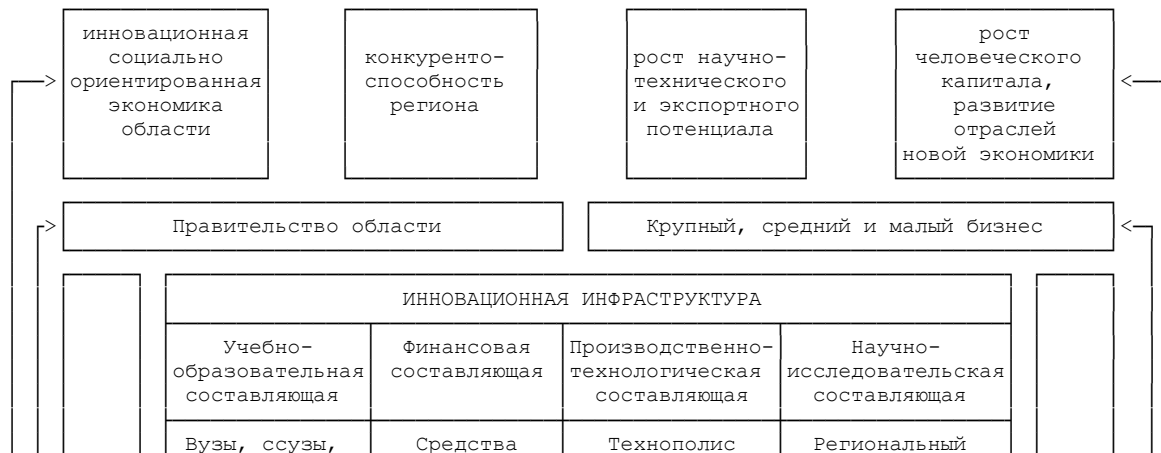 инновационная
социально
ориентированная
экономика
области
конкуренто-
способность
региона
рост научно-
технического
и экспортного
потенциала
рост
человеческого
капитала,
развитие
отраслей
новой экономики
Правительство области
Крупный, средний и малый бизнес
ИННОВАЦИОННАЯ ИНФРАСТРУКТУРА
Учебно-
образовательная
составляющая
Финансовая
составляющая
Производственно-
технологическая
составляющая
Научно-
исследовательская
составляющая
Вузы, ссузы,
Средства
Технополис
Региональный